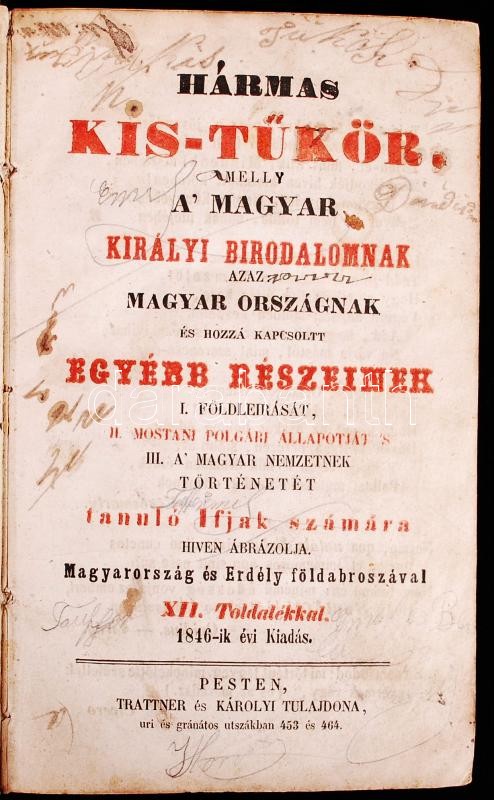 HÁRMAS
KIS-TŰKÖR,
MELLY
A' MAGYAR
KIRÁLYI BIRODALOMNAK
AZAZ
MAGYAR ORSZÁGNAK
ÉS HOZZÁ KAPCSOLTT
EGYÉBB RÉSZEINEK
I. FÖLDLEIRÁSÁT,
II. MOSTANI POLGÁRI ÁLLAPOTJÁT 'S
III. A' MAGYAR NEMZETNEK
TÖRTÉNETÉT
tanuló Ifjak számára
HIVEN ÁBRÁZOLJA.
Magyarország és Erdély földabroszával
XII. Toldalékkal.
1846-ik évi Kiadás.
PESTEN,
TRATTNER és KÁROLYI TULAJDONA,
uri és gránátos utszákban 453 és 464.